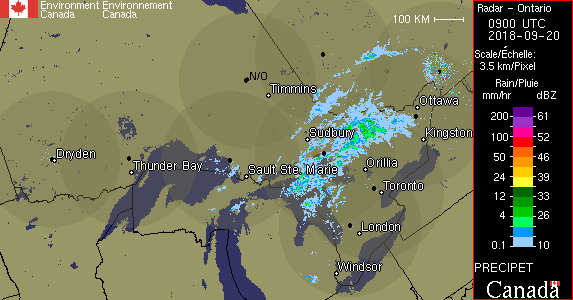 Environment Environnement
Canada Canada
100 KM
N/O
Timmins
Ottawa
Sudbury
Kingston
Dryden
Thunder Bay
Sault Ste. Marie
Orillia
Toronto
London
Windsor
Radar - Ontario
0900 UTC
2018-09-20
Scale/Échelle:
3.5 km/Pixel
Rain/Pluie
mm/hr dBZ
200 61
100 52
50 46
24 39
12 33
4 26
1 20
0.1 10
PRECIPET
Canada